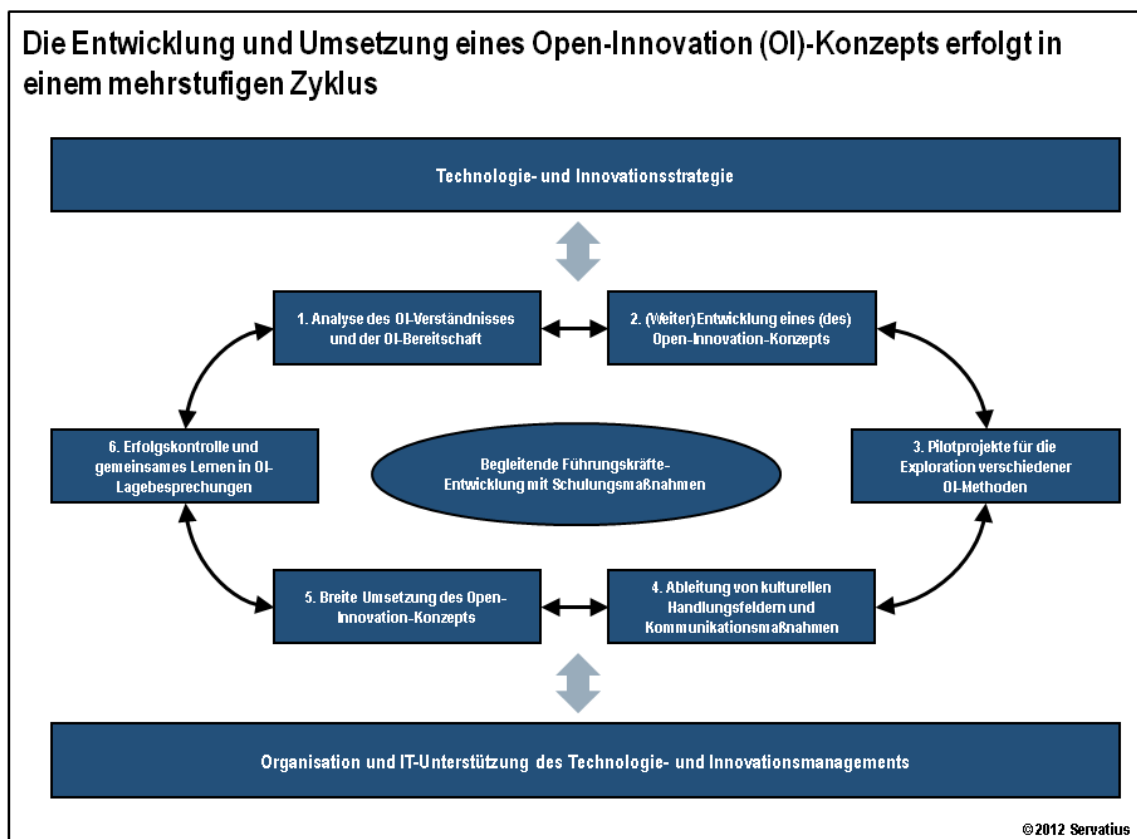 Die Entwicklung und Umsetzung eines Open-Innovation (OI)-Konzepts erfolgt in
einem mehrstufigen Zyklus
Technologie- und Innovationsstrategie
1. Analyse des OI-Verständnisses
und der OI-Bereitschaft
2. (Weiter)Entwicklung eines (des)
Open-Innovation-Konzepts
3. Pilotprojekte für die
Exploration verschiedener
OI-Methoden
4. Ableitung von kulturellen
Handlungsfeldern und
Kommunikationsmaßnahmen
5. Breite Umsetzung des Open-
Innovation-Konzepts
6. Erfolgskontrolle und
gemeinsames Lernen in OI-
Lagebesprechungen
Begleitende Führungskräfte-
Entwicklung mit Schulungsmaßnahmen
Organisation und IT-Unterstützung des Technologie- und Innovationsmanagements
©2012 Servatius